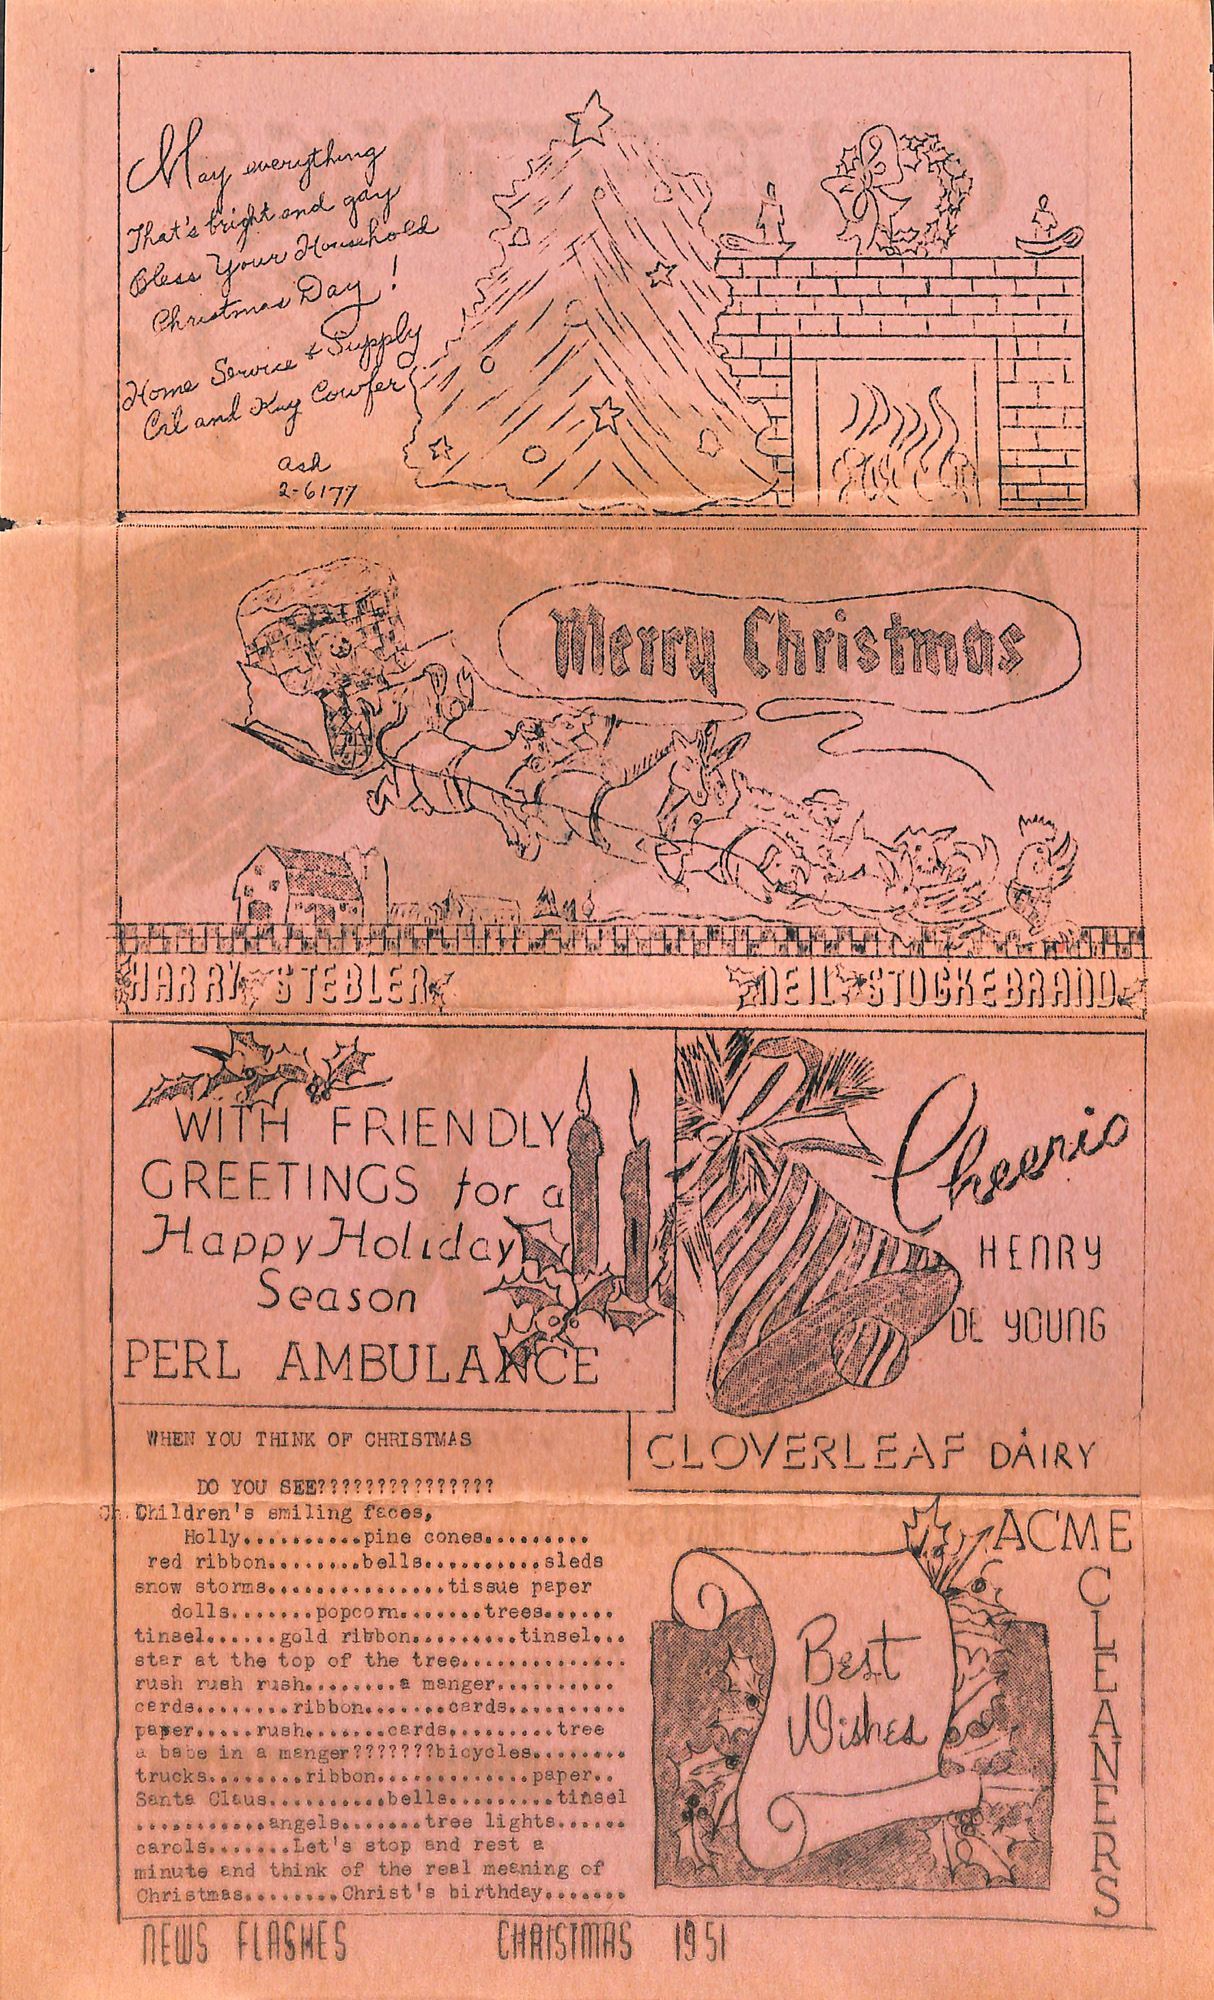 May everything
That's bright and gay
Bless Your Household
Christmas Day!
Home Service & Supply
Cil and Kay Cowfer
ash
2-6177
Merry Christmas
HARRY STEBLER
NEIL STOCKEBRAND
WITH FRIENDLY
GREETINGS for a
Happy Holiday
Season
PERL AMBULANCE
Cheerio
HENRY
DE YOUNG
CLOVERLEAF DAIRY
WHEN YOU THINK OF CHRISTMAS
DO YOU SEE???????????????
Ch. Children's smiling faces,
Holly..........pine cones.........
red ribbon........bells..........sleds
snow storms...............tissue paper
dolls.......popcorn.......trees......
tinsel......gold ribbon.........tinsel...
star at the top of the tree..............
rush rush rush........a manger..........
cards........ribbon.......cards..........
paper.....rush.......cards.........tree
a babe in a manger???????bicycles........
trucks........ribbon.............paper..
Santa Claus..........bells.........tinsel
...........angels.......tree lights......
carols.......Let's stop and rest a
minute and think of the real meaning of
Christmas........Christ's birthday.......
ACME
CLEANERS
Best
Wishes
NEWS FLASHES CHRISTMAS 1951